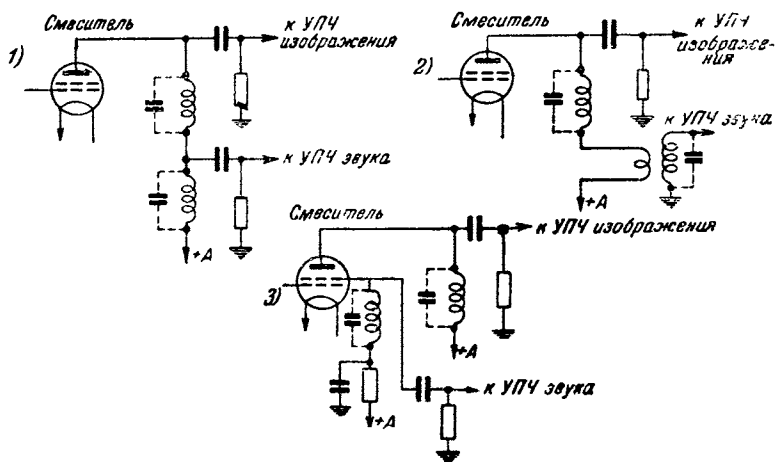 1)
Смеситель
к УПЧ
изображения
к УПЧ звука
+А
2)
Смеситель
к УПЧ
изображе-
ния
к УПЧ звука
+А
3)
Смеситель
к УПЧ изображения
+А
к УПЧ звука
+А